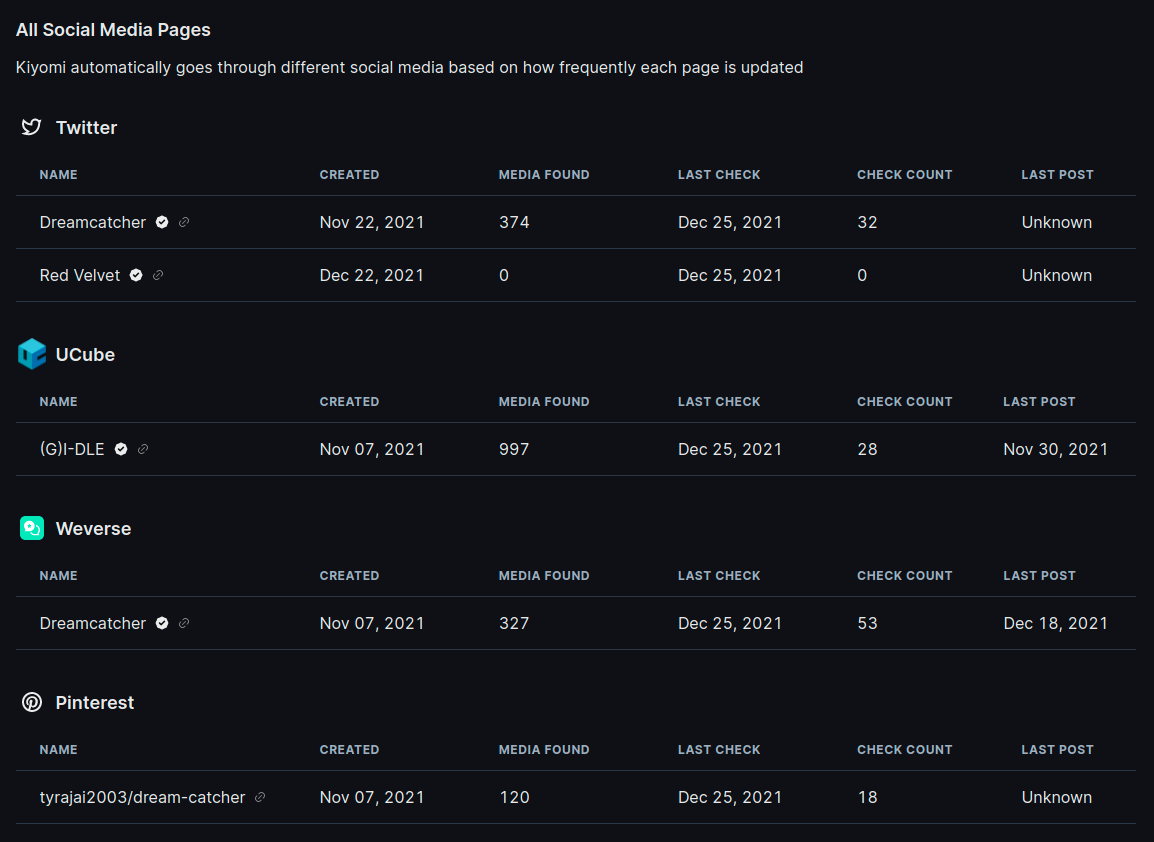 All Social Media Pages
Kiyomi automatically goes through different social media based on how frequently each page is updated
Twitter
NAME CREATED MEDIA FOUND LAST CHECK CHECK COUNT LAST POST
Dreamcatcher Nov 22, 2021 374 Dec 25, 2021 32 Unknown
Red Velvet Dec 22, 2021 0 Dec 25, 2021 0 Unknown
UCube
NAME CREATED MEDIA FOUND LAST CHECK CHECK COUNT LAST POST
(G)I-DLE Nov 07, 2021 997 Dec 25, 2021 28 Nov 30, 2021
Weverse
NAME CREATED MEDIA FOUND LAST CHECK CHECK COUNT LAST POST
Dreamcatcher Nov 07, 2021 327 Dec 25, 2021 53 Dec 18, 2021
Pinterest
NAME CREATED MEDIA FOUND LAST CHECK CHECK COUNT LAST POST
tyrajai2003/dream-catcher Nov 07, 2021 120 Dec 25, 2021 18 Unknown